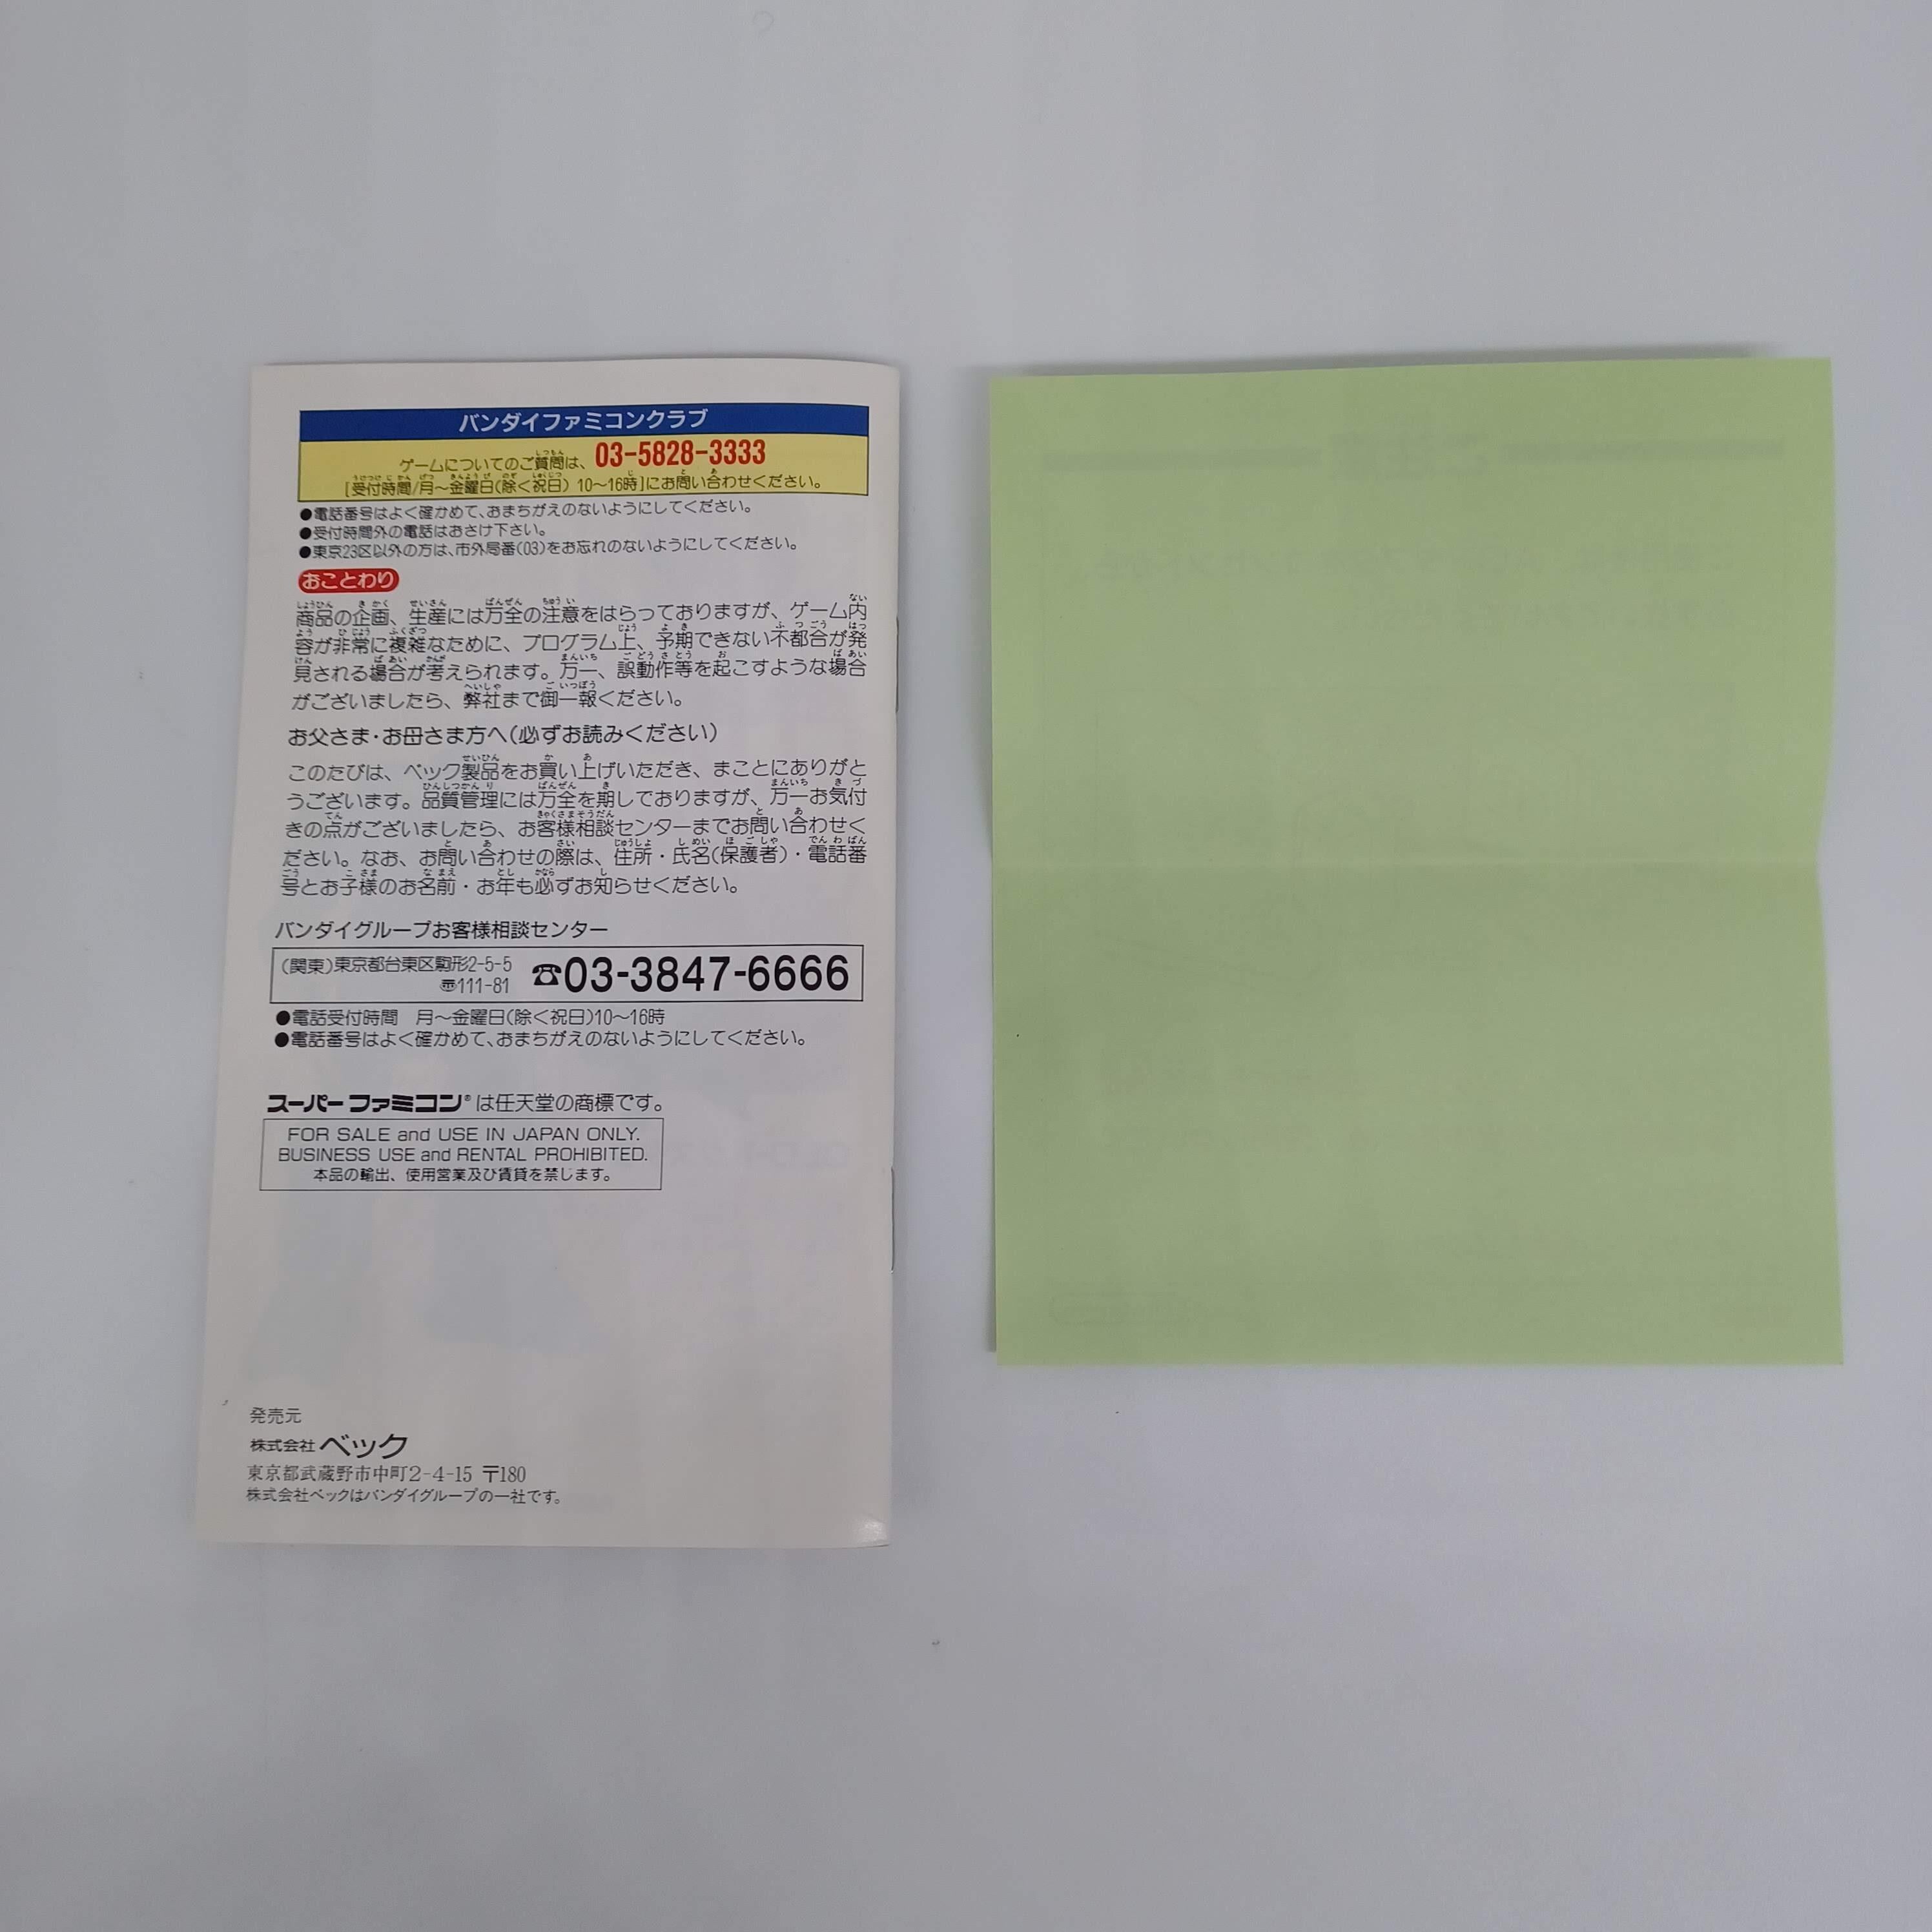 バンダイファミコンクラブ
ゲームについてのご質問は、03-5828-3333
[受付時間/月〜金曜日(除く祝日) 10〜16時]にお問い合わせください。
●電話番号はよく確かめて、おまちがえのないようにしてください。
●受付時間外の電話はおさけ下さい。
●東京23区以外の方は、市外局番(03)をお忘れのないようにしてください。
おことわり
商品の企画、生産には万全の注意をはらっておりますが、ゲーム内
容が非常に複雑なために、プログラム上、予期できない不都合が発
見される場合が考えられます。万一、誤動作等を起こすような場合
がございましたら、弊社まで御一報ください。
お父さま・お母さま方へ(必ずお読みください)
このたびは、ベック製品をお買い上げいただき、まことにありがと
うございます。品質管理には万全を期しておりますが、万一お気付
きの点がございましたら、お客様相談センターまでお問い合わせく
ださい。なお、お問い合わせの際は、住所・氏名(保護者)・電話番
号とお子様のお名前・お年も必ずお知らせください。
バンダイグループお客様相談センター
(関東)東京都台東区駒形2-5-5 ☎03-3847-6666
〠111-81
●電話受付時間 月〜金曜日(除く祝日)10〜16時
●電話番号はよく確かめて、おまちがえのないようにしてください。
スーパーファミコン®は任天堂の商標です。
FOR SALE and USE IN JAPAN ONLY.
BUSINESS USE and RENTAL PROHIBITED.
本品の輸出、使用営業及び賃貸を禁じます。
発売元
株式会社ベック
東京都武蔵野市中町2-4-15 〒180
株式会社ベックはバンダイグループの一社です。